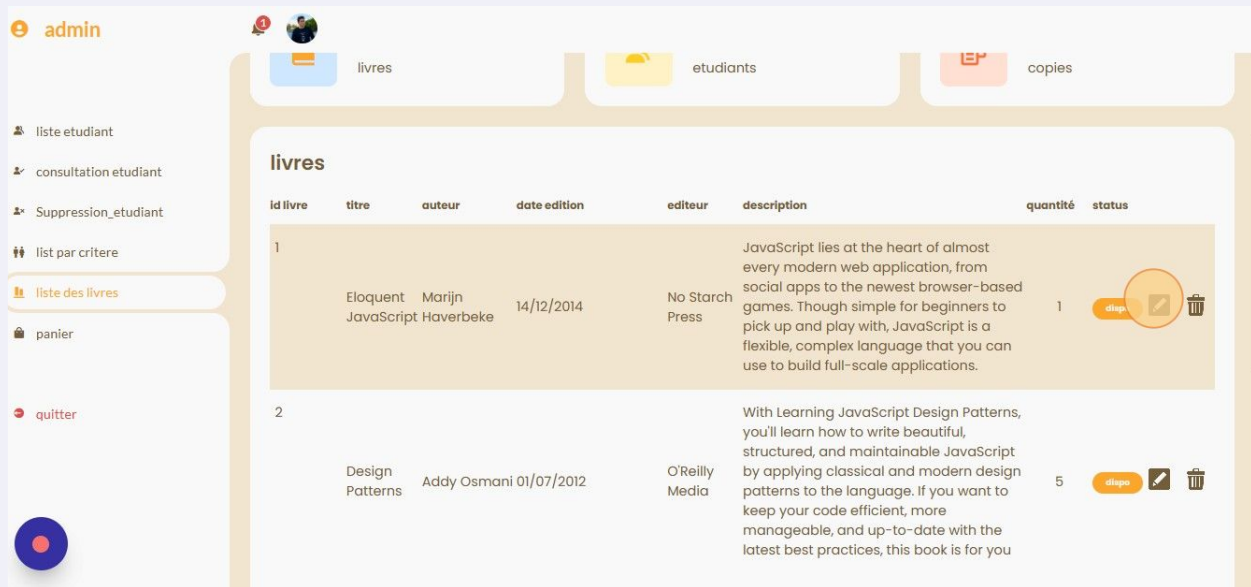 admin
1
livres
etudiants
copies
liste etudiant
consultation etudiant
Suppression_etudiant
list par critere
liste des livres
panier
quitter
livres
id livre titre auteur date edition editeur description quantité status
1
Eloquent JavaScript
Marijn Haverbeke
14/12/2014
No Starch Press
JavaScript lies at the heart of almost
every modern web application, from
social apps to the newest browser-based
games. Though simple for beginners to
pick up and play with, JavaScript is a
flexible, complex language that you can
use to build full-scale applications.
1
dispo
2
Design Patterns
Addy Osmani
01/07/2012
O'Reilly Media
With Learning JavaScript Design Patterns,
you'll learn how to write beautiful,
structured, and maintainable JavaScript
by applying classical and modern design
patterns to the language. If you want to
keep your code efficient, more
manageable, and up-to-date with the
latest best practices, this book is for you
5
dispo